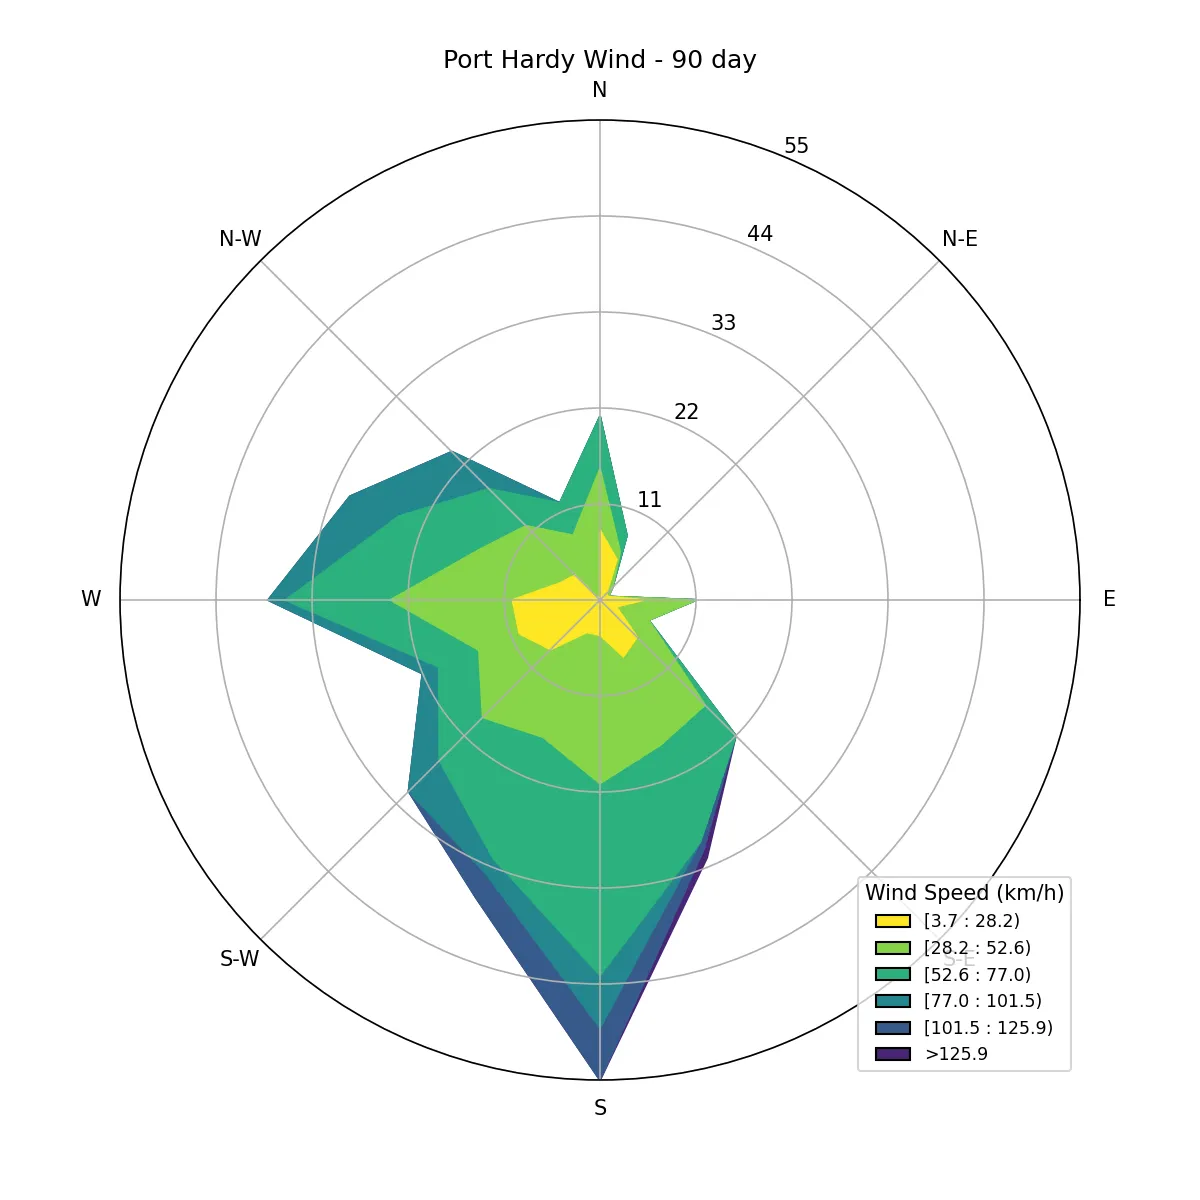 Port Hardy Wind - 90 day
N
55
N-W
44
N-E
33
22
11
W
E
S-W
S-E
S
Wind Speed (km/h)
[3.7 : 28.2)
[28.2 : 52.6)
[52.6 : 77.0)
[77.0 : 101.5)
[101.5 : 125.9)
>125.9